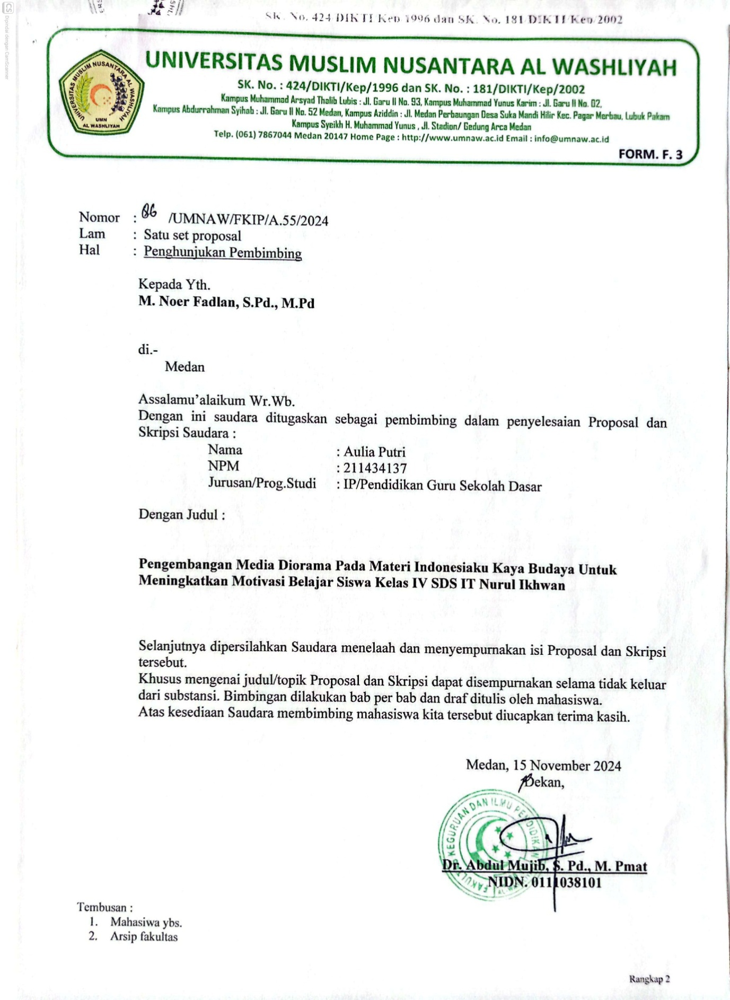 CS Dipindai dengan CamScanner
SK. No. 424 DIKTI Kep 1996 dan SK. No. 181 DIKTI Kep 2002
UNIVERSITAS MUSLIM NUSANTARA AL WASHLIYAH
UMN
AL WASHLIYAH
UNIVERSITAS MUSLIM NUSANTARA AL WASHLIYAH
SK. No. : 424/DIKTI/Kep/1996 dan SK. No. : 181/DIKTI/Kep/2002
Kampus Muhammad Arsyad Thalib Lubis : Jl. Garu II No. 93, Kampus Muhammad Yunus Karim : Jl. Garu II No. 02,
Kampus Abdurrahman Syihab : Jl. Garu II No. 52 Medan, Kampus Aziddin : Jl. Medan Perbaungan Desa Suka Mandi Hilir Kec. Pagar Merbau, Lubuk Pakam
Kampus Syeikh H. Muhammad Yunus , Jl. Stadion/ Gedung Arca Medan
Telp. (061) 7867044 Medan 20147 Home Page : http://www.umnaw.ac.id Email : info@umnaw.ac.id
FORM. F. 3
Nomor : 86 /UMNAW/FKIP/A.55/2024
Lam : Satu set proposal
Hal : Penghunjukan Pembimbing
Kepada Yth.
M. Noer Fadlan, S.Pd., M.Pd
di.-
Medan
Assalamu’alaikum Wr.Wb.
Dengan ini saudara ditugaskan sebagai pembimbing dalam penyelesaian Proposal dan
Skripsi Saudara :
Nama : Aulia Putri
NPM : 211434137
Jurusan/Prog.Studi : IP/Pendidikan Guru Sekolah Dasar
Dengan Judul :
Pengembangan Media Diorama Pada Materi Indonesiaku Kaya Budaya Untuk
Meningkatkan Motivasi Belajar Siswa Kelas IV SDS IT Nurul Ikhwan
Selanjutnya dipersilahkan Saudara menelaah dan menyempurnakan isi Proposal dan Skripsi
tersebut.
Khusus mengenai judul/topik Proposal dan Skripsi dapat disempurnakan selama tidak keluar
dari substansi. Bimbingan dilakukan bab per bab dan draf ditulis oleh mahasiswa.
Atas kesediaan Saudara membimbing mahasiswa kita tersebut diucapkan terima kasih.
Medan, 15 November 2024
Dekan,
FAKULTAS KEGURUAN DAN ILMU PENDIDIKAN
Dr. Abdul Mujib, S. Pd., M. Pmat
NIDN. 0111038101
Tembusan :
1. Mahasiwa ybs.
2. Arsip fakultas
Rangkap 2